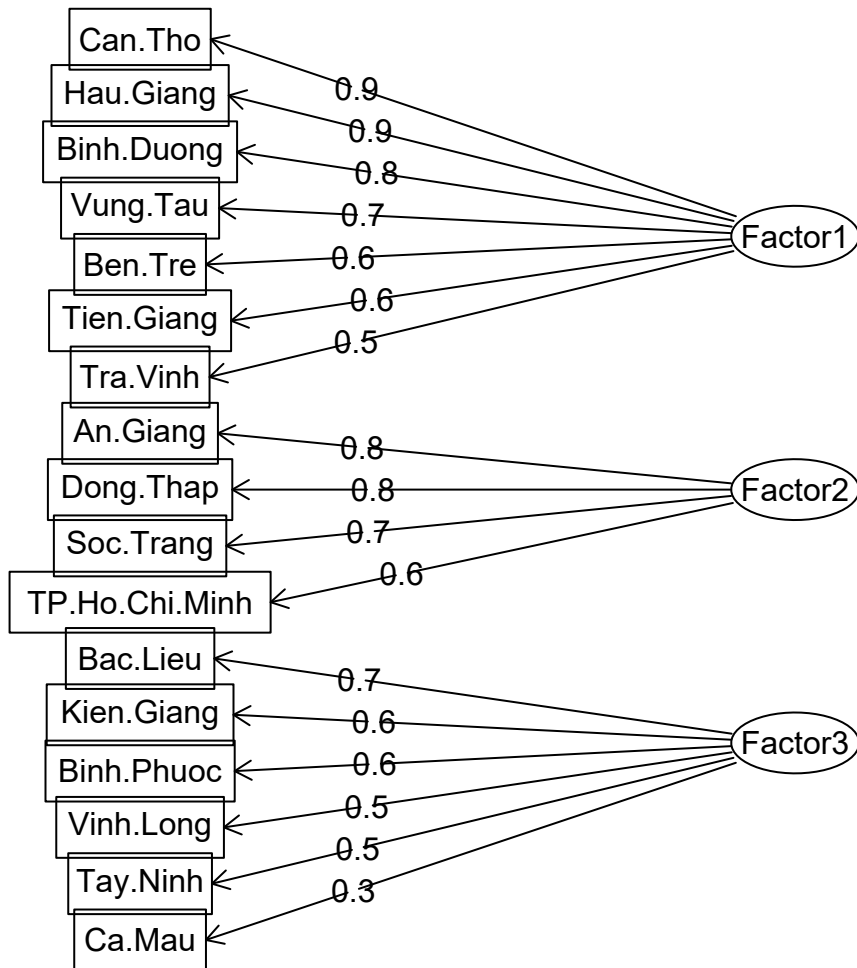 Can.Tho
0.9
Hau.Giang
0.9
Binh.Duong
0.8
Vung.Tau
0.7
Factor1
Ben.Tre
0.6
Tien.Giang
0.6
Tra.Vinh
0.5
An.Giang
0.8
Dong.Thap
0.8
Factor2
Soc.Trang
0.7
TP.Ho.Chi.Minh
0.6
Bac.Lieu
0.7
Kien.Giang
0.6
Factor3
Binh.Phuoc
0.6
Vinh.Long
0.5
Tay.Ninh
0.5
Ca.Mau
0.3